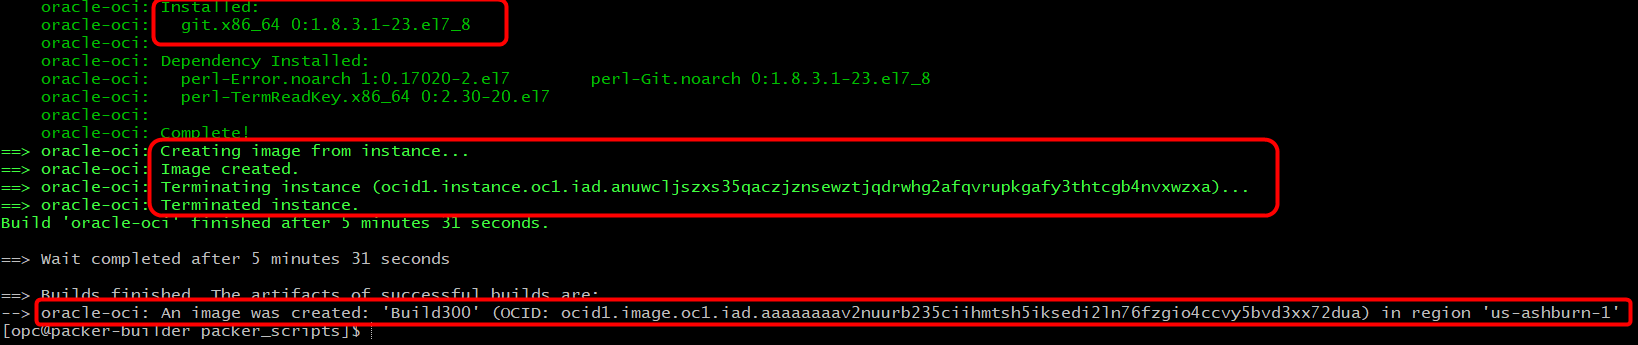 oracle-oci: Installed:
oracle-oci:   git.x86_64 0:1.8.3.1-23.el7_8
oracle-oci:
oracle-oci: Dependency Installed:
oracle-oci:   perl-Error.noarch 1:0.17020-2.el7        perl-Git.noarch 0:1.8.3.1-23.el7_8
oracle-oci:   perl-TermReadKey.x86_64 0:2.30-20.el7
oracle-oci:
oracle-oci: Complete!
==> oracle-oci: Creating image from instance...
==> oracle-oci: Image created.
==> oracle-oci: Terminating instance (ocid1.instance.oc1.iad.anuwcljszxs35qaczjznsewztjqdrwhg2afqvrupkgafy3thtcgb4nvxwzxa)...
==> oracle-oci: Terminated instance.
Build 'oracle-oci' finished after 5 minutes 31 seconds.
==> Wait completed after 5 minutes 31 seconds
==> Builds finished. The artifacts of successful builds are:
--> oracle-oci: An image was created: 'Build300' (OCID: ocid1.image.oc1.iad.aaaaaaaav2nuurb235ciihmtsh5iksedi2ln76fzgio4ccvy5bvd3xx72dua) in region 'us-ashburn-1'
[opc@packer-builder packer_scripts]$